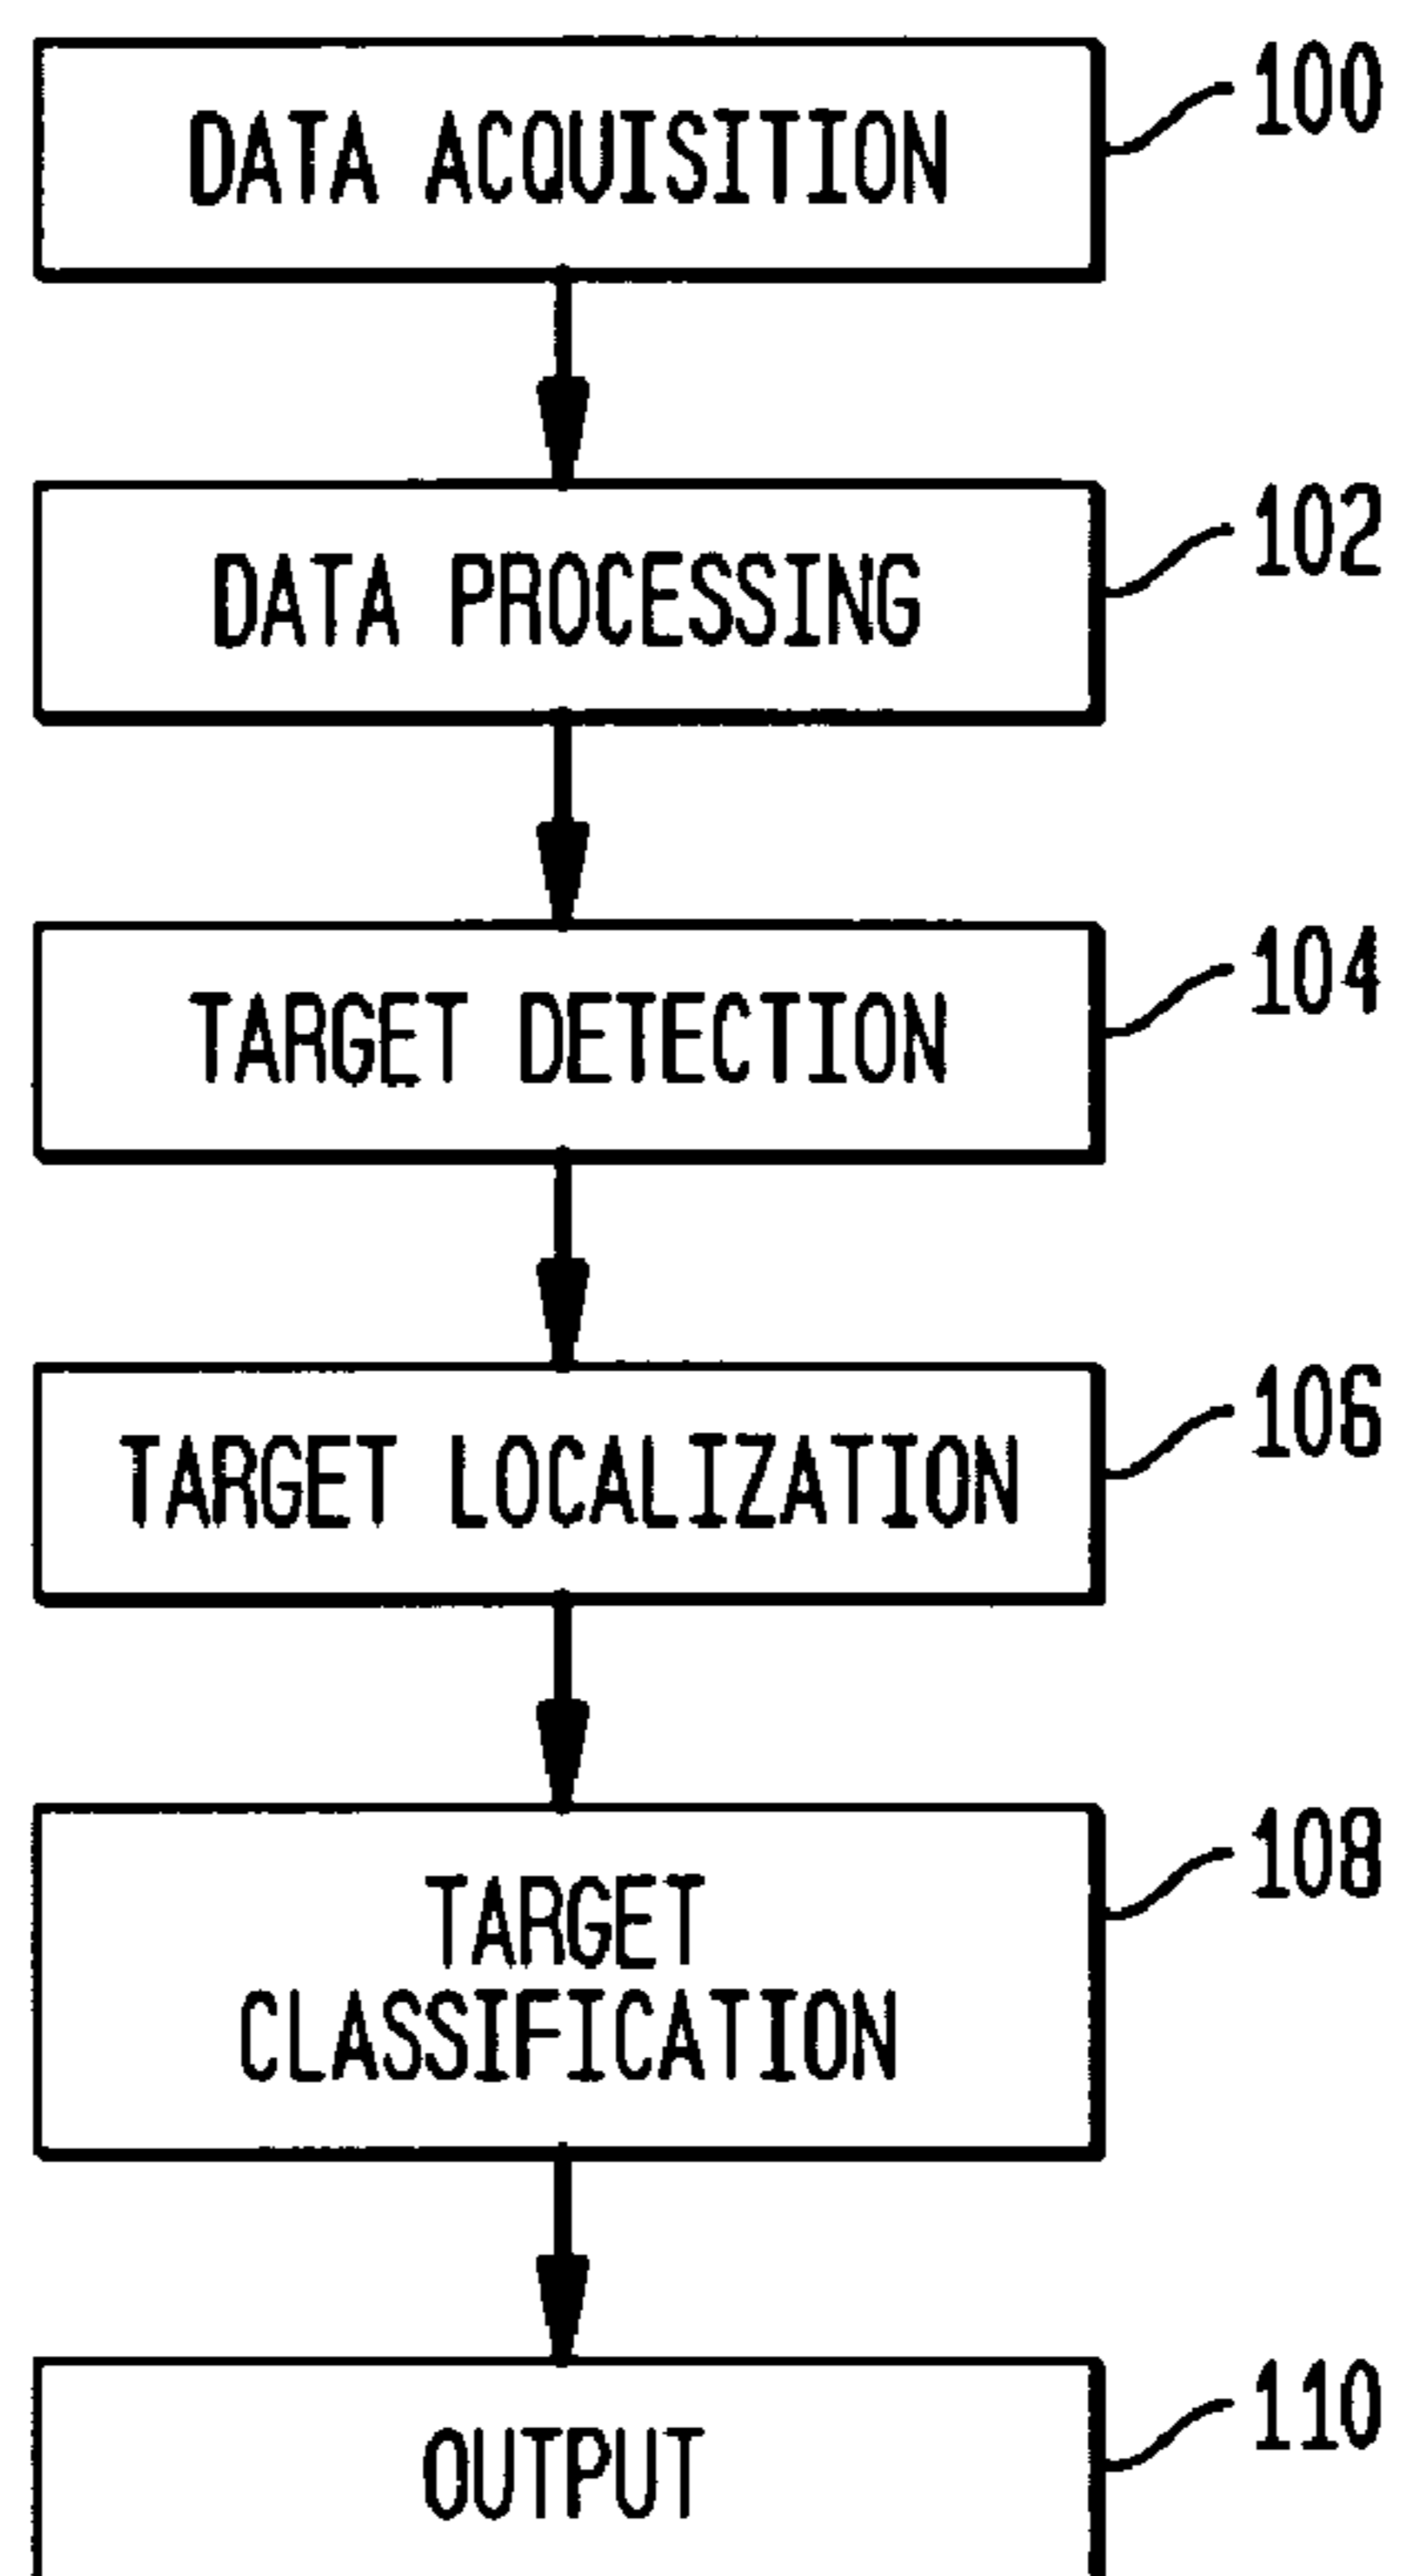 DATA ACQUISITION
100
DATA PROCESSING
102
TARGET DETECTION
104
TARGET LOCALIZATION
106
TARGET
CLASSIFICATION
108
OUTPUT
110